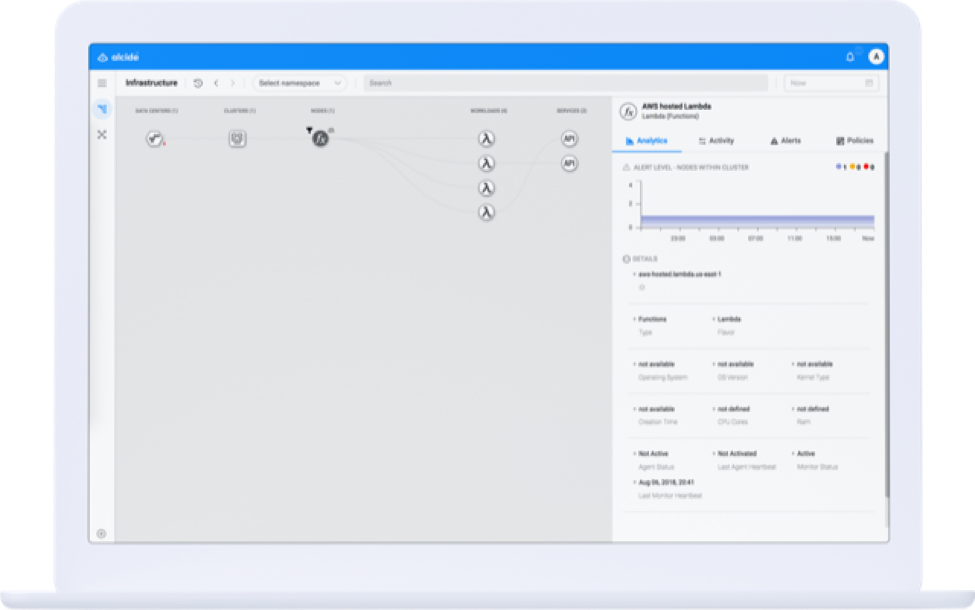 alcide
A
Infrastructure
Select namespace
Search
Now
DATA CENTERS (1)
CLUSTERS (1)
NODES (1)
WORKLOADS (4)
SERVICES (2)
fx
λ
API
λ
API
λ
λ
fx
AWS hosted Lambda
Lambda (Functions)
Analytics
Activity
Alerts
Policies
ALERT LEVEL - NODES WITHIN CLUSTER
1 0 0
4
2
0
23:00 03:00 07:00 11:00 15:00 Now
DETAILS
aws-hosted.lambda.us-east-1
Functions Lambda
Type Flavor
not available not available not available
Operating System OS Version Kernel Type
not available not defined not defined
Creation Time CPU Cores Ram
Not Active Not Activated Active
Agent Status Last Agent Heartbeat Monitor Status
Aug 06, 2018, 20:41
Last Monitor Heartbeat